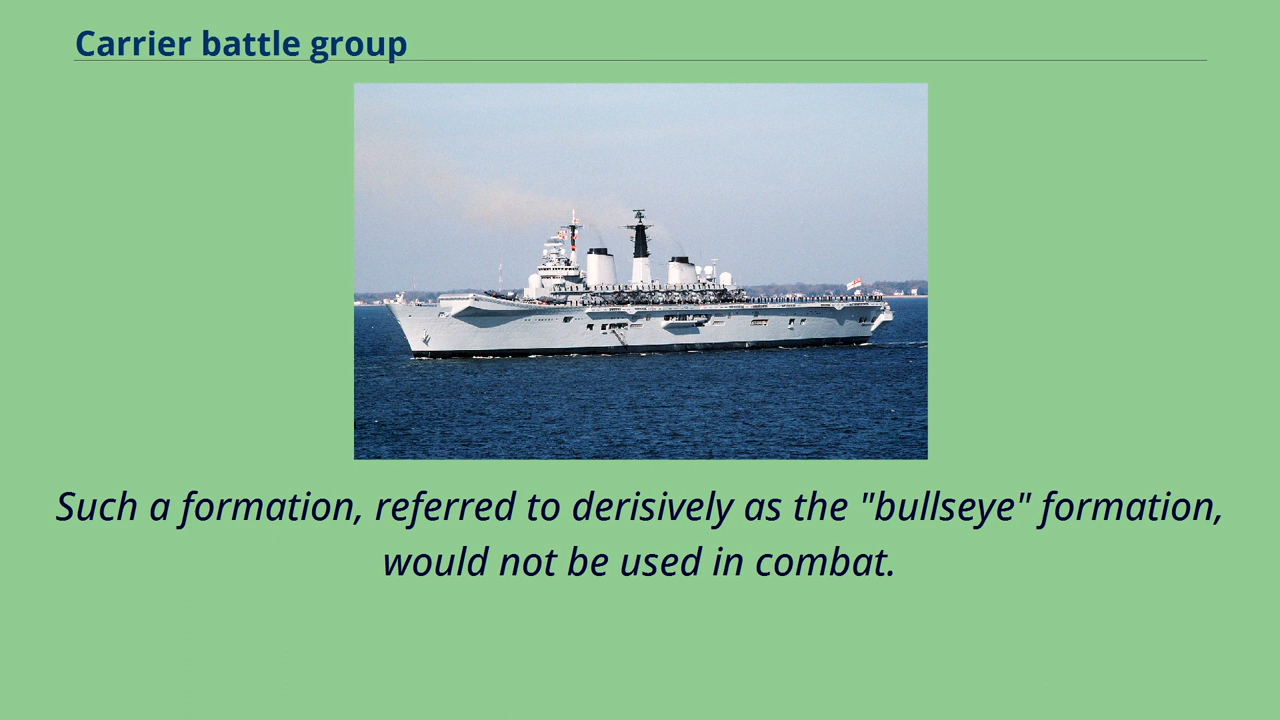 Carrier battle group
Such a formation, referred to derisively as the "bullseye" formation,
would not be used in combat.